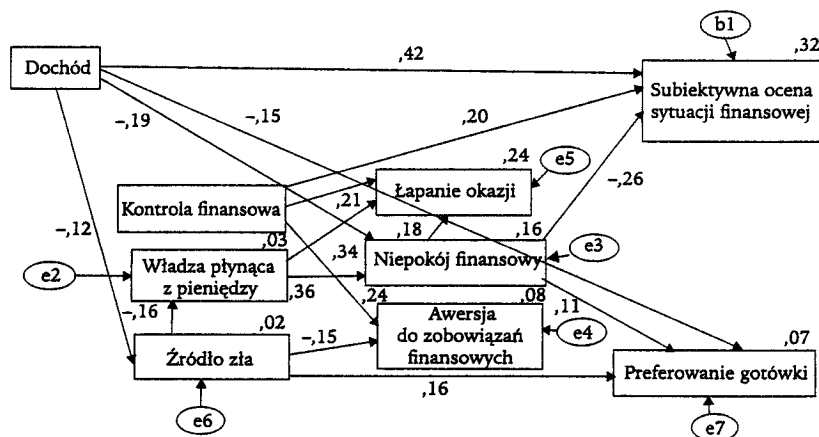 b1
,32
,42
Dochód
Subiektywna ocena
sytuacji finansowej
–,19
–,15
,20
,24
e5
–,26
Łapanie okazji
Kontrola finansowa
,21
–,12
,03
,34
,18
,16
e3
e2
Władza płynąca
z pieniędzy
Niepokój finansowy
,36
,24
,08
,11
–,16
Awersja
do zobowiązań
finansowych
e4
,02
–,15
,07
Źródło zła
Preferowanie gotówki
,16
e6
e7